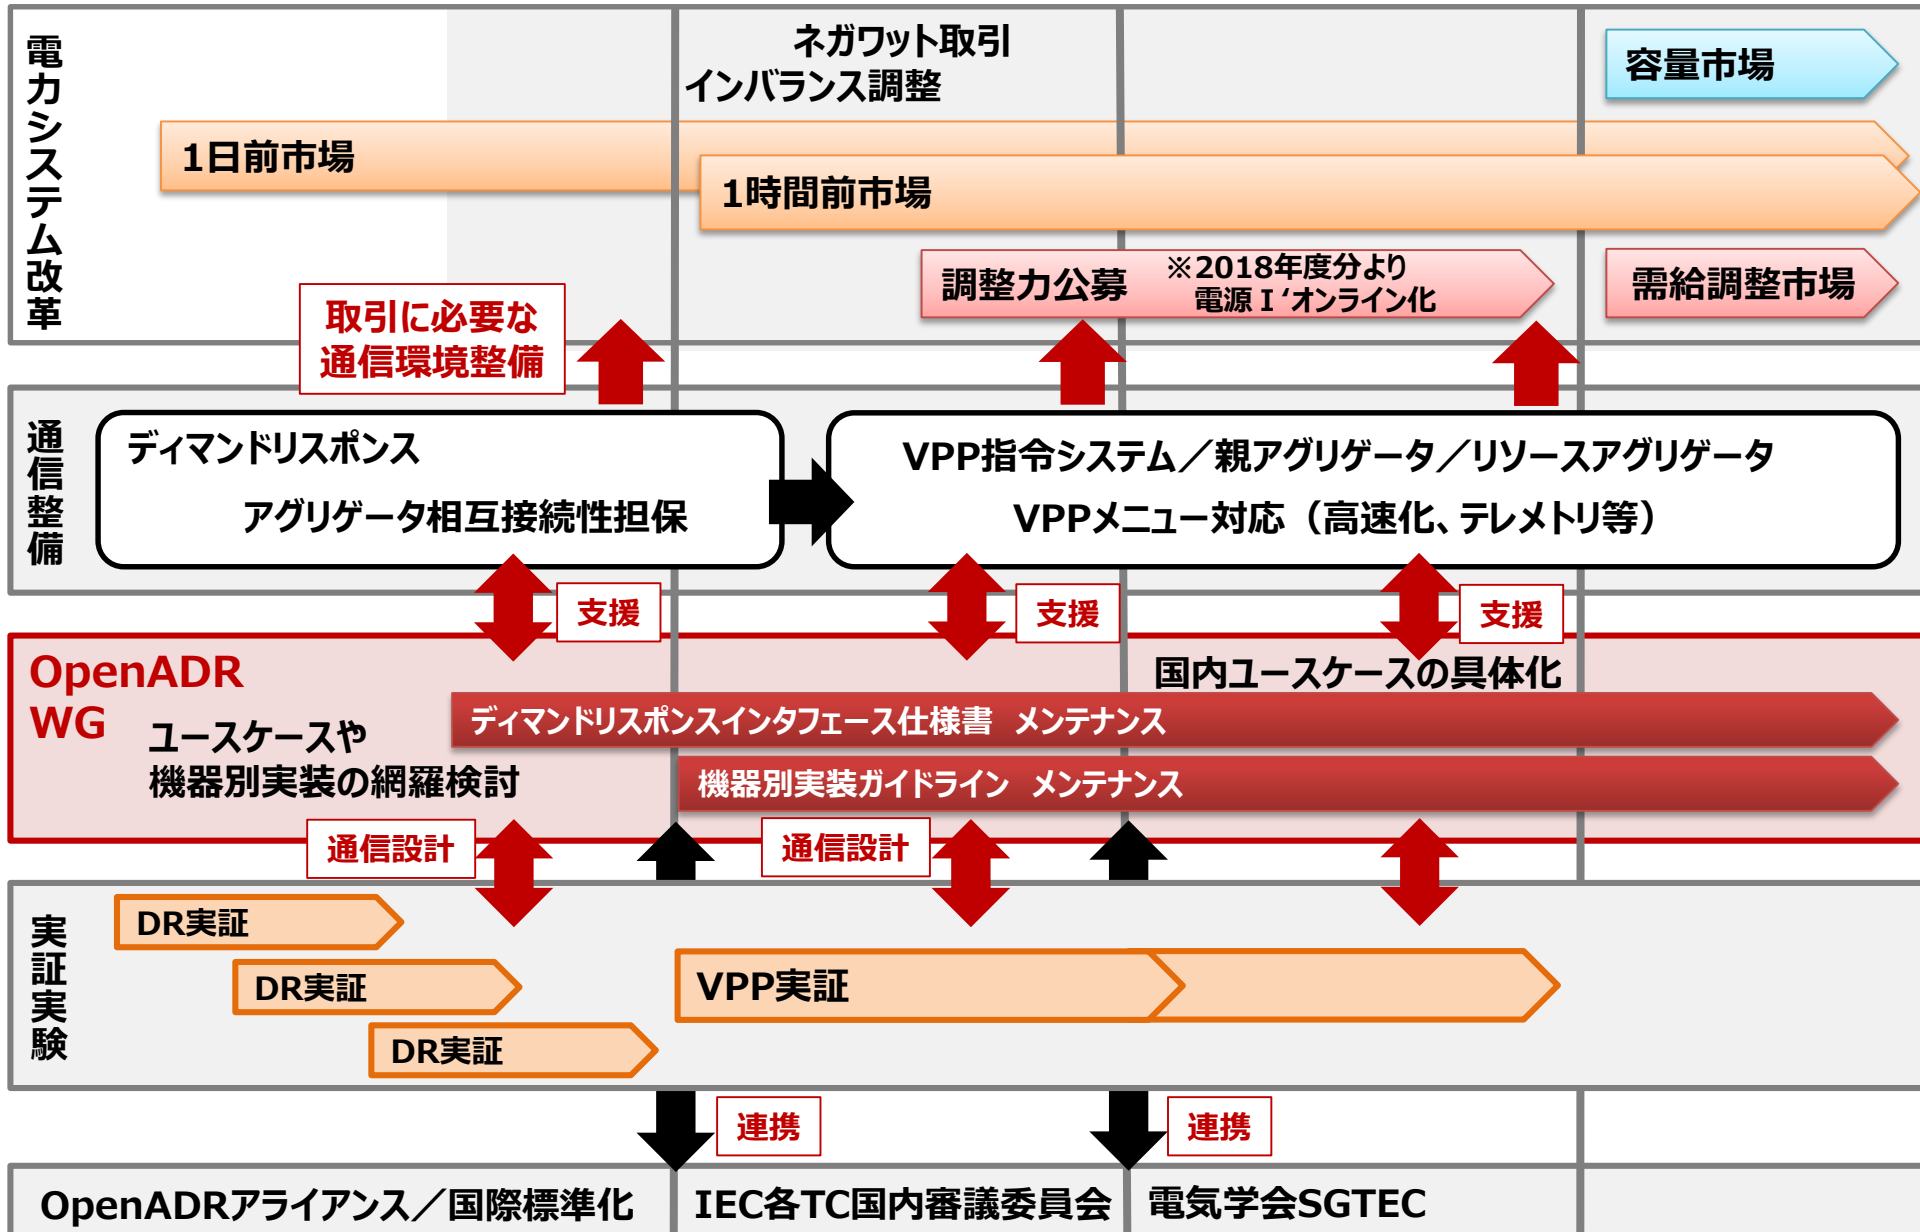 電力システム改革
ネガワット取引
インバランス調整
容量市場
1日前市場
1時間前市場
調整力公募
※2018年度分より
電源Ⅰ‘オンライン化
需給調整市場
取引に必要な
通信環境整備
通信整備
ディマンドリスポンス
アグリゲータ相互接続性担保
VPP指令システム／親アグリゲータ／リソースアグリゲータ
VPPメニュー対応（高速化、テレメトリ等）
支援
支援
支援
OpenADR
WG
ユースケースや
機器別実装の網羅検討
国内ユースケースの具体化
ディマンドリスポンスインタフェース仕様書　メンテナンス
機器別実装ガイドライン　メンテナンス
通信設計
通信設計
実証実験
DR実証
DR実証
DR実証
VPP実証
連携
連携
OpenADRアライアンス／国際標準化
IEC各TC国内審議委員会
電気学会SGTEC